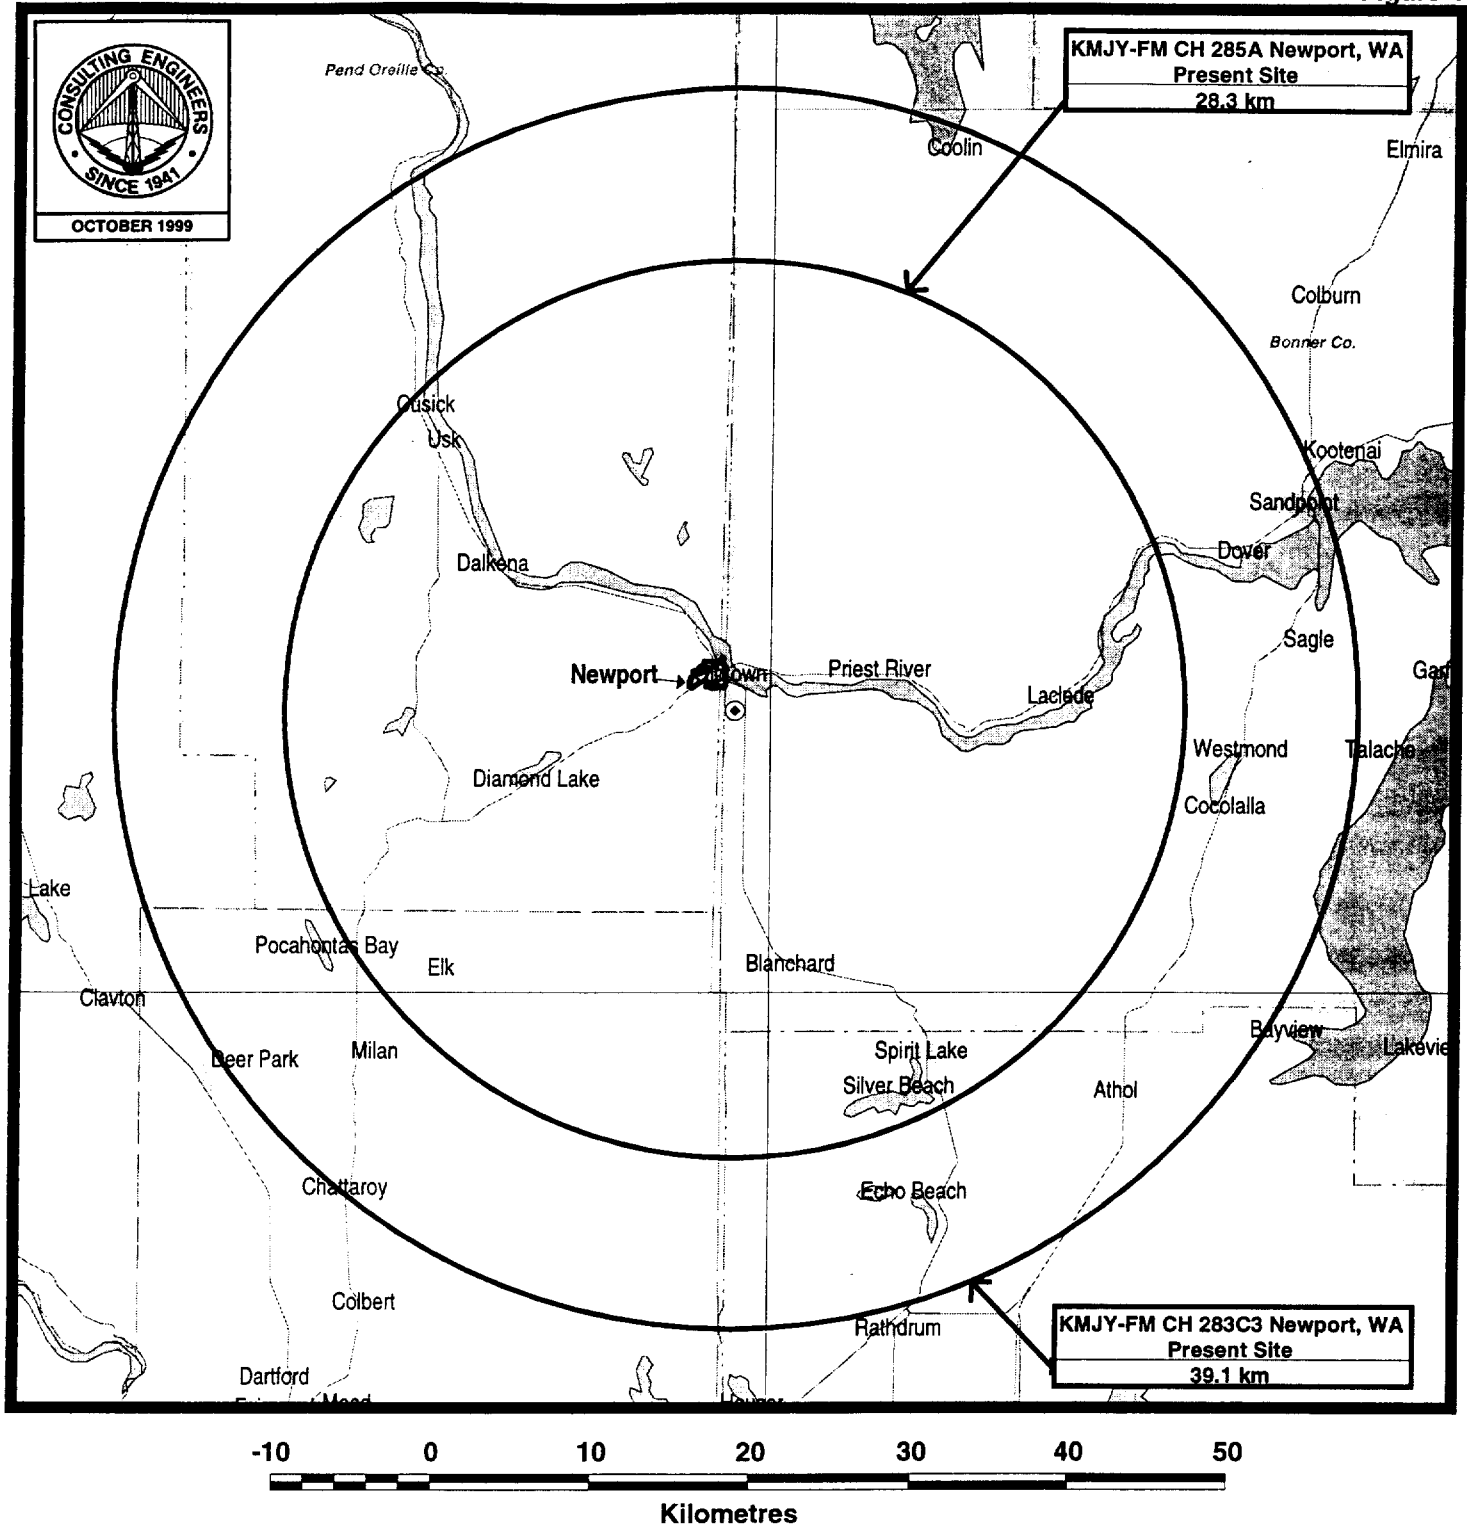 CONSULTING ENGINEERS
SINCE 1941
OCTOBER 1999
Pend Oreille Co.
KMJY-FM CH 285A Newport, WA
Present Site
28.3 km
Coolin
Elmira
Colburn
Bonner Co.
Cusick
Usk
Kootenai
Sandpoint
Dover
Dalkena
Sagle
Newport
Priest River
Laclede
Westmond
Talache
Diamond Lake
Cocolalla
Lake
Pocahontas Bay
Elk
Blanchard
Clayton
Bayview
Deer Park
Milan
Spirit Lake
Silver Beach
Athol
Chattaroy
Echo Beach
Colbert
Rathdrum
KMJY-FM CH 283C3 Newport, WA
Present Site
39.1 km
Dartford
-10 0 10 20 30 40 50
Kilometres